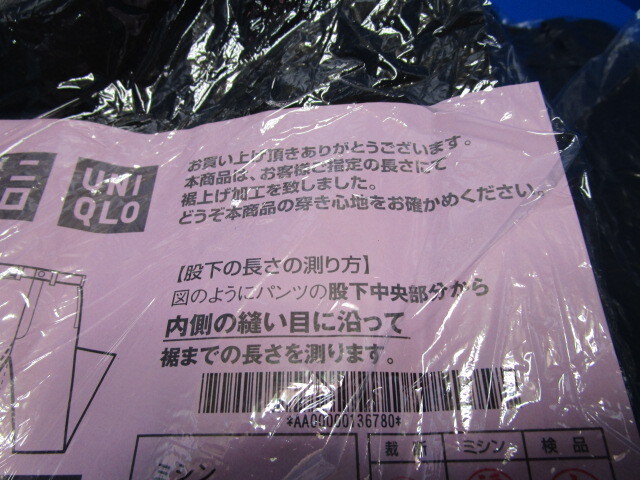 ニ
ロ
UNI
QLO
お買い上げ頂きありがとうございます。
本商品は、お客様ご指定の長さにて
裾上げ加工を致しました。
どうぞ本商品の穿き心地をお確かめください。
【股下の長さの測り方】
図のようにパンツの股下中央部分から
内側の縫い目に沿って
裾までの長さを測ります。
*AA00000136780*
ミシン
裁断 ミシン 検品